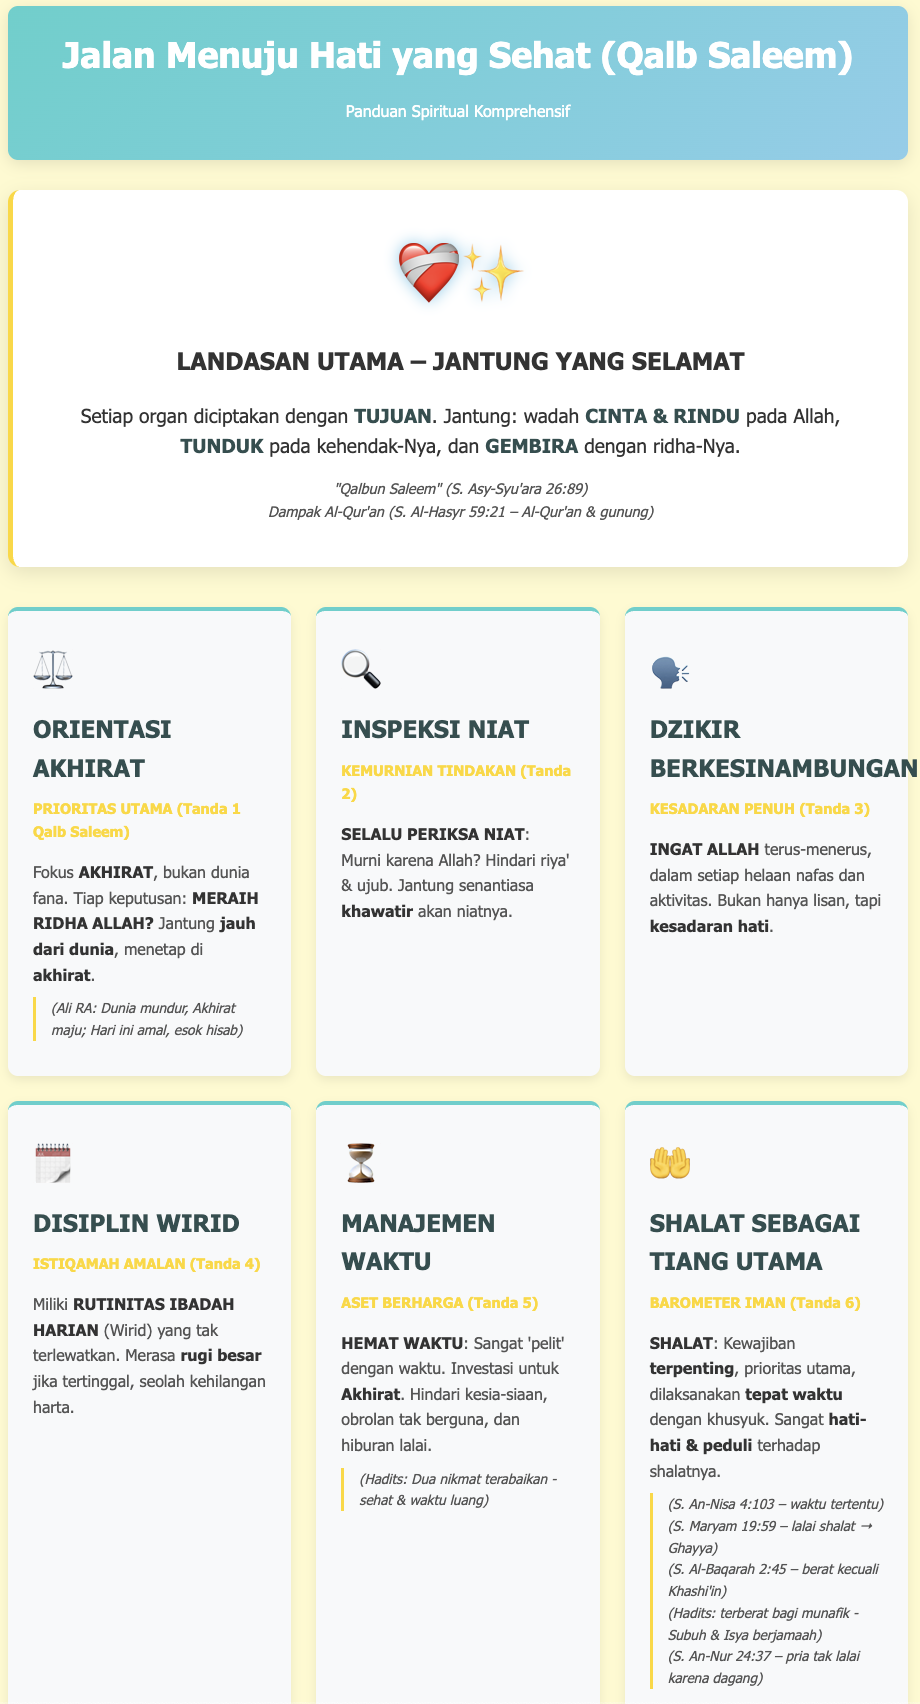 Jalan Menuju Hati yang Sehat (Qalb Saleem)
Panduan Spiritual Komprehensif
LANDASAN UTAMA – JANTUNG YANG SELAMAT
Setiap organ diciptakan dengan TUJUAN. Jantung: wadah CINTA & RINDU pada Allah,
TUNDUK pada kehendak-Nya, dan GEMBIRA dengan ridha-Nya.
"Qalbun Saleem" (S. Asy-Syu'ara 26:89)
Dampak Al-Qur'an (S. Al-Hasyr 59:21 – Al-Qur'an & gunung)
ORIENTASI
AKHIRAT
PRIORITAS UTAMA (Tanda 1
Qalb Saleem)
Fokus AKHIRAT, bukan dunia
fana. Tiap keputusan: MERAIH
RIDHA ALLAH? Jantung jauh
dari dunia, menetap di
akhirat.
(Ali RA: Dunia mundur, Akhirat
maju; Hari ini amal, esok hisab)
INSPEKSI NIAT
KEMURNIAN TINDAKAN (Tanda
2)
SELALU PERIKSA NIAT:
Murni karena Allah? Hindari riya'
& ujub. Jantung senantiasa
khawatir akan niatnya.
DZIKIR
BERKESINAMBUNGAN
KESADARAN PENUH (Tanda 3)
INGAT ALLAH terus-menerus,
dalam setiap helaan nafas dan
aktivitas. Bukan hanya lisan, tapi
kesadaran hati.
DISIPLIN WIRID
ISTIQAMAH AMALAN (Tanda 4)
Miliki RUTINITAS IBADAH
HARIAN (Wirid) yang tak
terlewatkan. Merasa rugi besar
jika tertinggal, seolah kehilangan
harta.
MANAJEMEN
WAKTU
ASET BERHARGA (Tanda 5)
HEMAT WAKTU: Sangat 'pelit'
dengan waktu. Investasi untuk
Akhirat. Hindari kesia-siaan,
obrolan tak berguna, dan
hiburan lalai.
(Hadits: Dua nikmat terabaikan -
sehat & waktu luang)
SHALAT SEBAGAI
TIANG UTAMA
BAROMETER IMAN (Tanda 6)
SHALAT: Kewajiban
terpenting, prioritas utama,
dilaksanakan tepat waktu
dengan khusyuk. Sangat hati-
hati & peduli terhadap
shalatnya.
(S. An-Nisa 4:103 – waktu tertentu)
(S. Maryam 19:59 – lalai shalat →
Ghayya)
(S. Al-Baqarah 2:45 – berat kecuali
Khashi'in)
(Hadits: terberat bagi munafik -
Subuh & Isya berjamaah)
(S. An-Nur 24:37 – pria tak lalai
karena dagang)